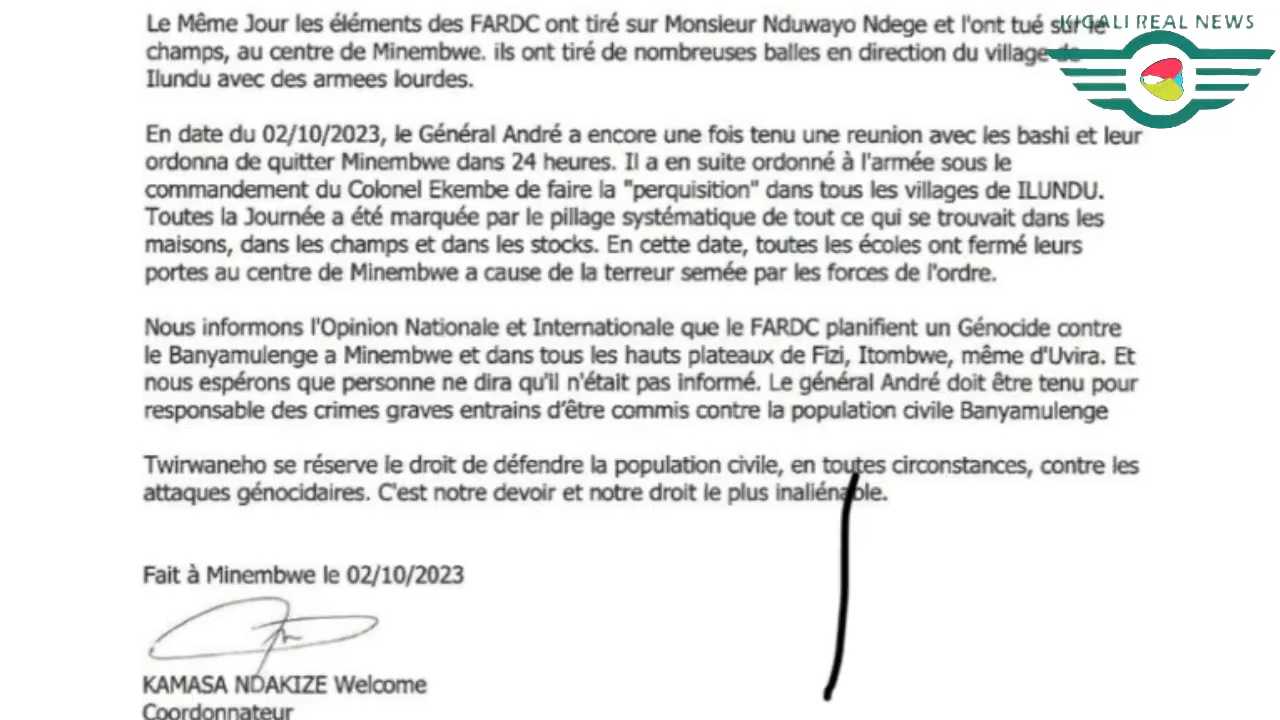 KIGALI REAL NEWS
Le Même Jour les éléments des FARDC ont tiré sur Monsieur Nduwayo Ndege et l'ont tué sur le
champs, au centre de Minembwe. ils ont tiré de nombreuses balles en direction du village de
Ilundu avec des armees lourdes.
En date du 02/10/2023, le Général André a encore une fois tenu une reunion avec les bashi et leur
ordonna de quitter Minembwe dans 24 heures. Il a en suite ordonné à l'armée sous le
commandement du Colonel Ekembe de faire la "perquisition" dans tous les villages de ILUNDU.
Toutes la Journée a été marquée par le pillage systématique de tout ce qui se trouvait dans les
maisons, dans les champs et dans les stocks. En cette date, toutes les écoles ont fermé leurs
portes au centre de Minembwe a cause de la terreur semée par les forces de l'ordre.
Nous informons l'Opinion Nationale et Internationale que le FARDC planifient un Génocide contre
le Banyamulenge a Minembwe et dans tous les hauts plateaux de Fizi, Itombwe, même d'Uvira. Et
nous espérons que personne ne dira qu'il n'était pas informé. Le général André doit être tenu pour
responsable des crimes graves entrains d'être commis contre la population civile Banyamulenge
Twirwaneho se réserve le droit de défendre la population civile, en toutes circonstances, contre les
attaques génocidaires. C'est notre devoir et notre droit le plus inaliénable.
Fait à Minembwe le 02/10/2023
KAMASA NDAKIZE Welcome
Coordonnateur